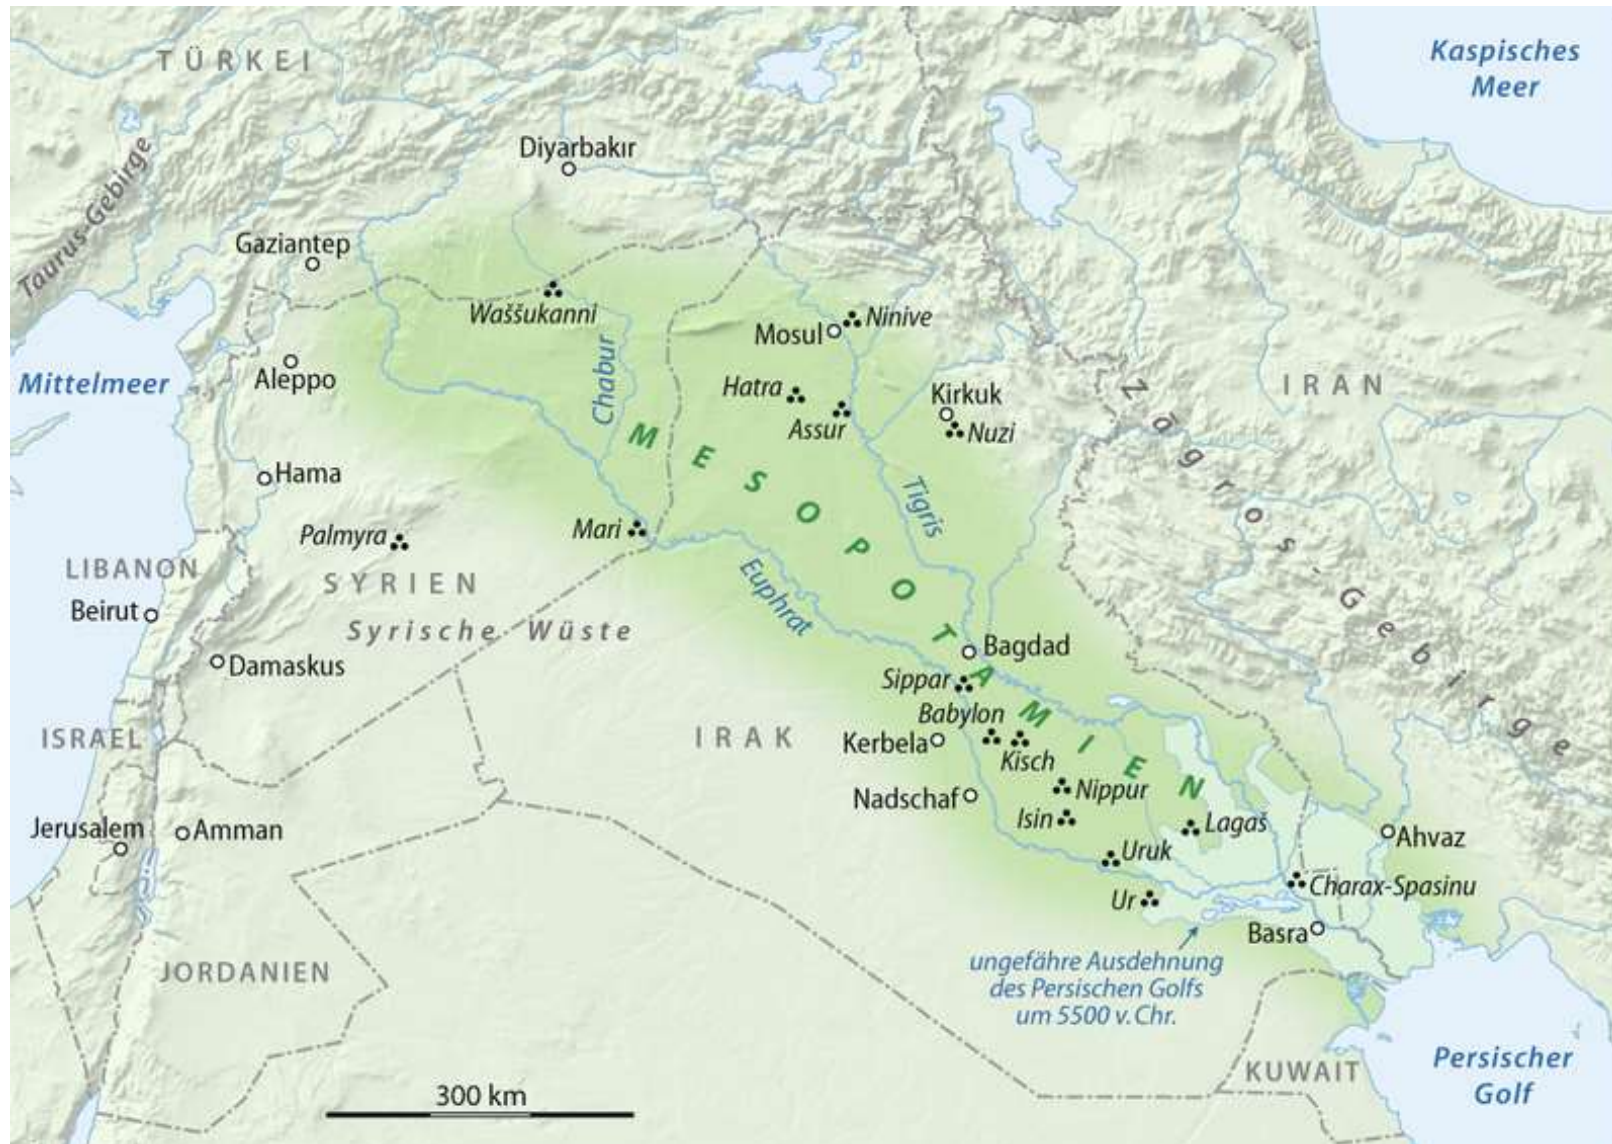 Kaspisches
Meer
TÜRKEI
Diyarbakır
Taurus-Gebirge
Gaziantep
Waššukanni
Mosul
Ninive
Mittelmeer
Aleppo
Chabur
Hatra
Assur
Kirkuk
Nuzi
IRAN
Zagros-Gebirge
MESOPOTAMIEN
Hama
Tigris
Palmyra
Mari
LIBANON
SYRIEN
Euphrat
Beirut
Syrische Wüste
Bagdad
Damaskus
Sippar
Babylon
ISRAEL
IRAK
Kerbela
Kisch
Nippur
Nadschaf
Isin
Lagaš
Jerusalem
Amman
Ahvaz
Uruk
Charax-Spasinu
Ur
Basra
JORDANIEN
ungefähre Ausdehnung
des Persischen Golfs
um 5500 v. Chr.
KUWAIT
Persischer
Golf
300 km